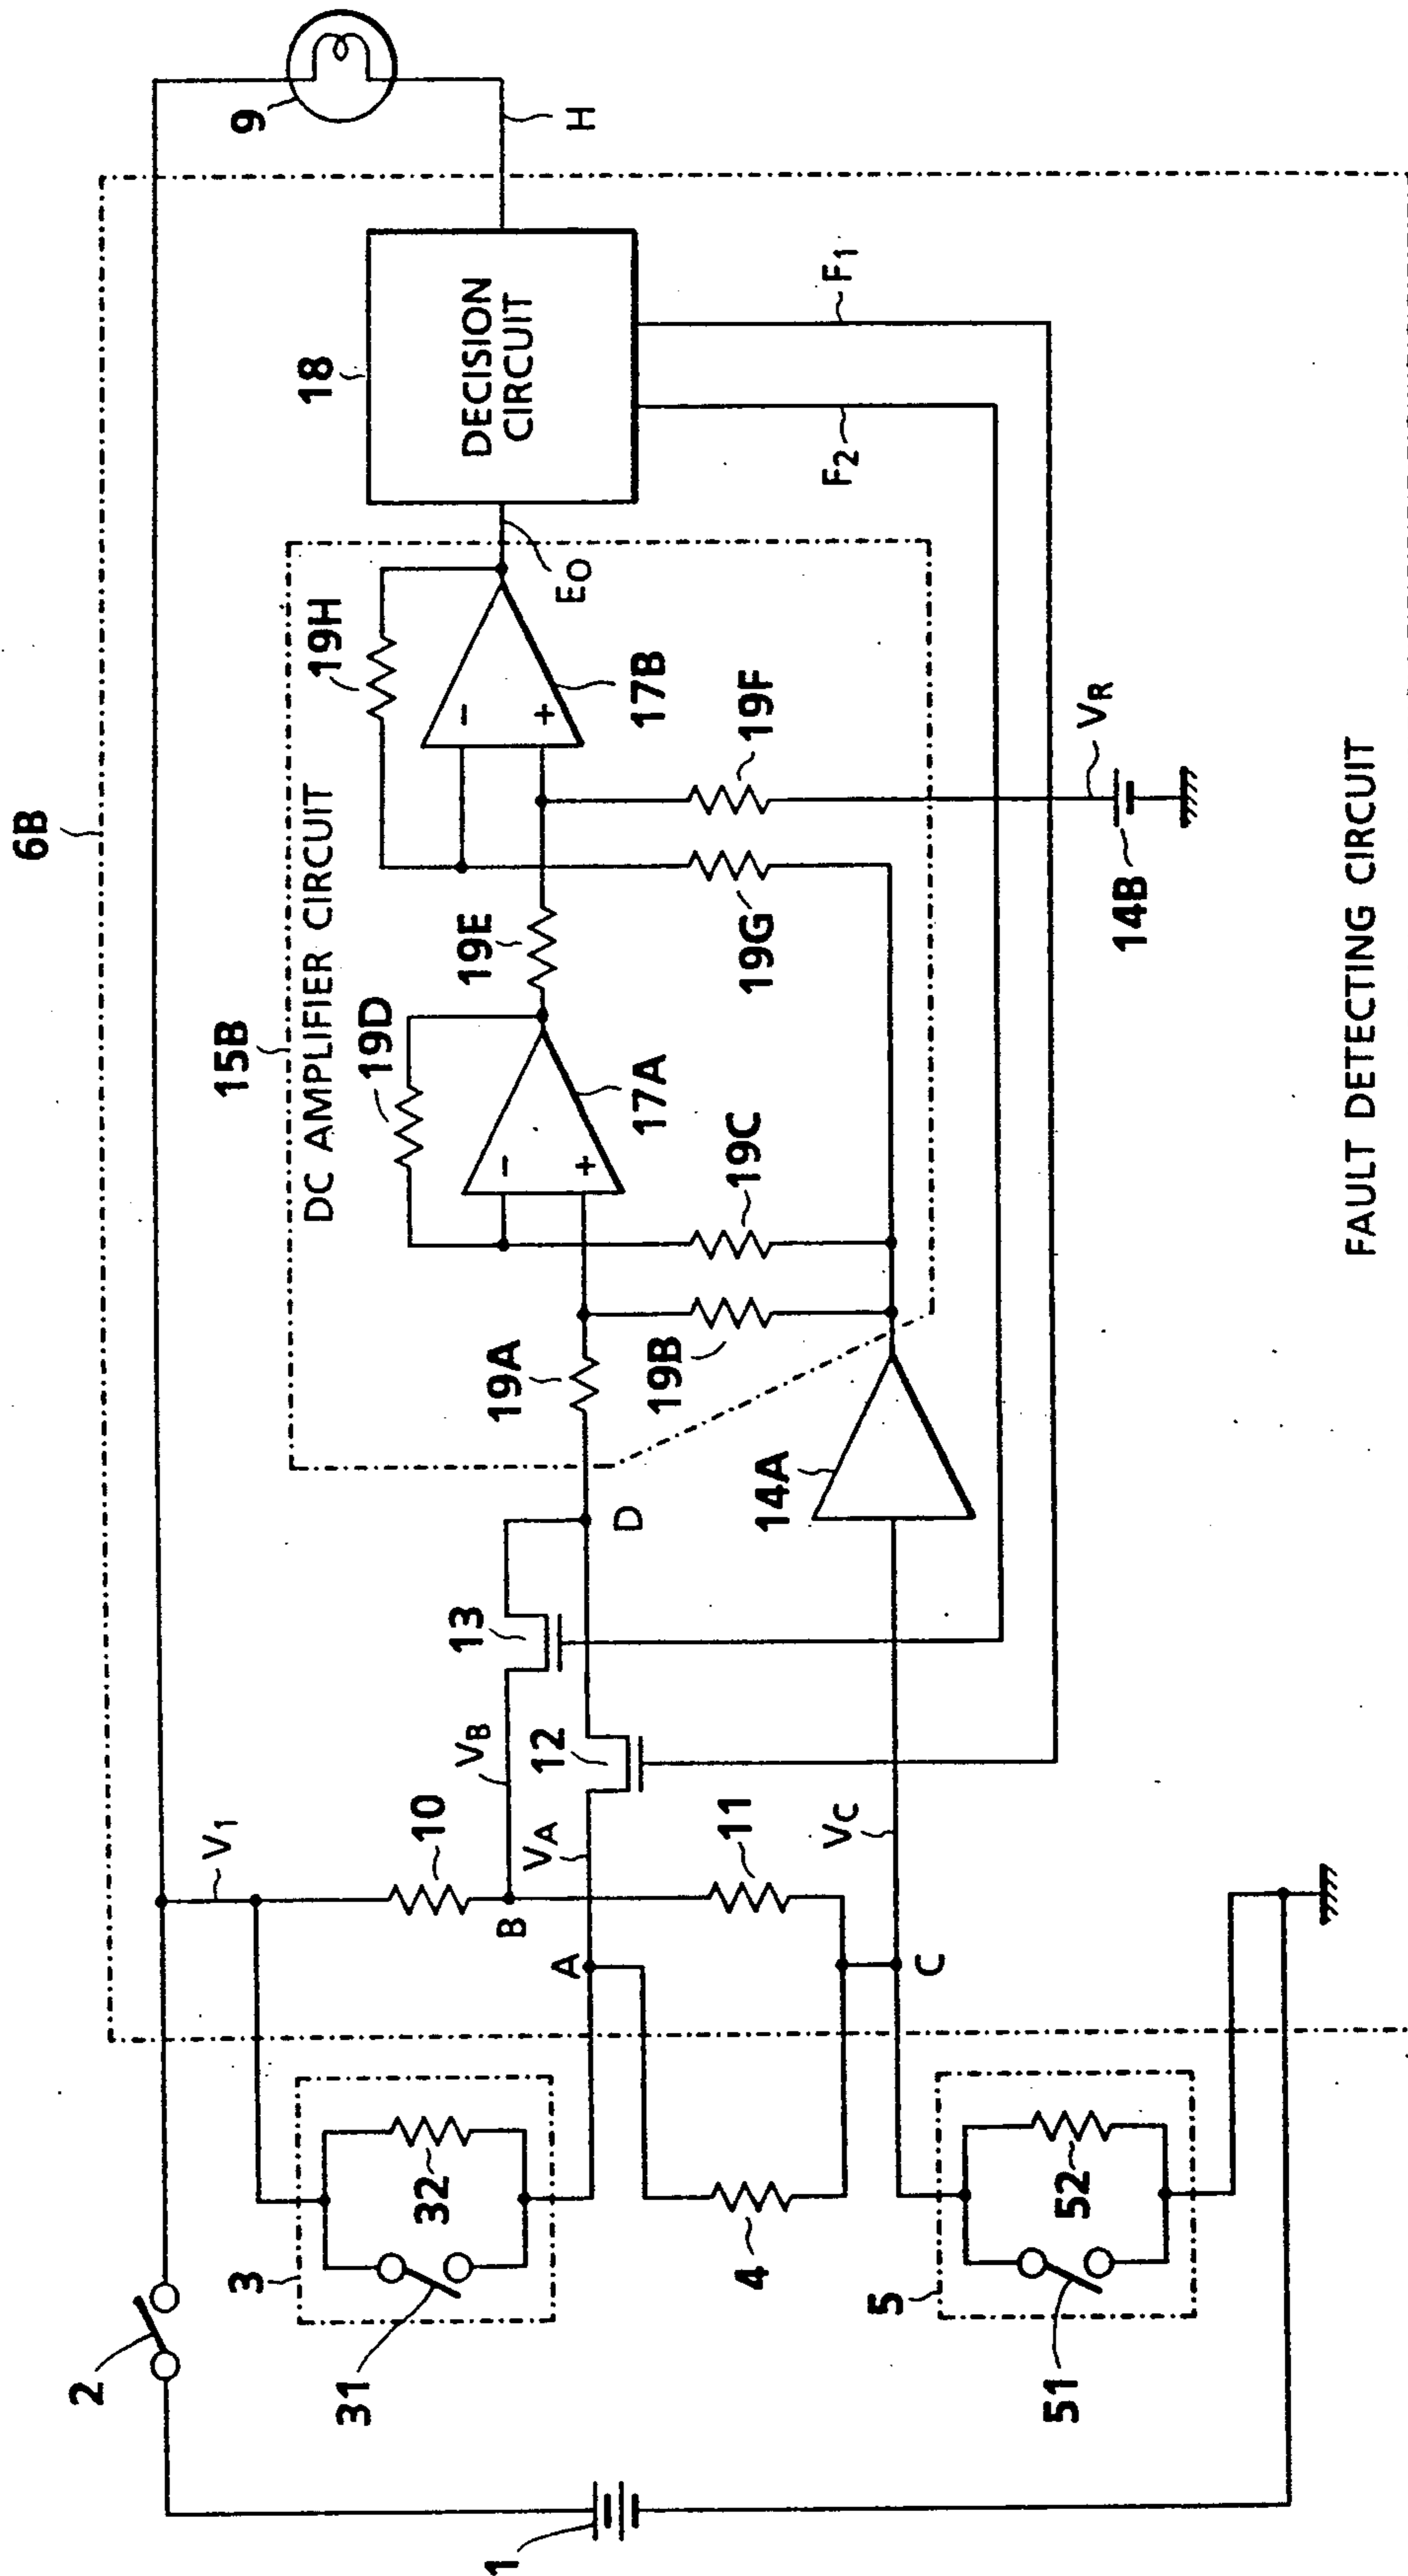 6B
15B
DC AMPLIFIER CIRCUIT
9
H
18
DECISION
CIRCUIT
19H
E0
17B
19D
19E
17A
19F
19G
19C
19A
19B
14A
F1
F2
VR
14B
D
13
12
VB
VA
V1
10
11
VC
B
A
C
2
3
32
31
4
5
52
51
1
FAULT DETECTING CIRCUIT